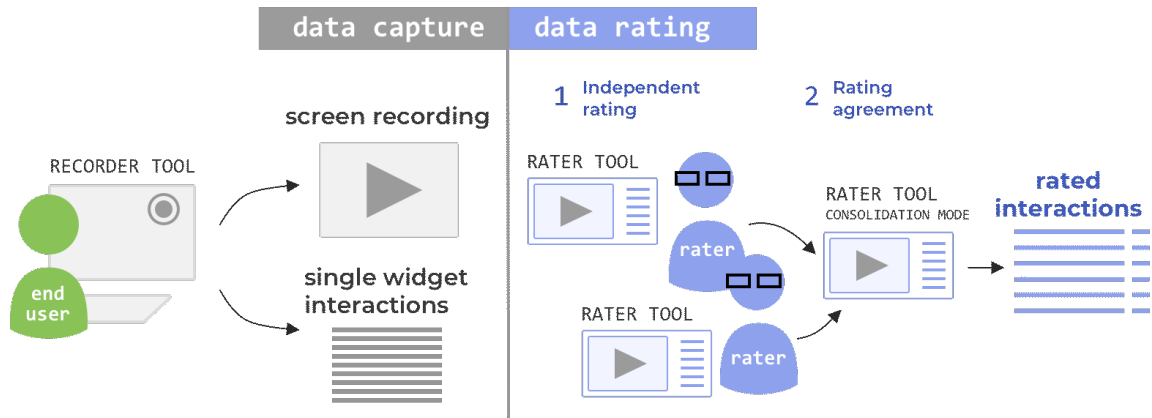 data capture
data rating
RECORDER TOOL
end
user
screen recording
single widget
interactions
1 Independent
rating
RATER TOOL
rater
RATER TOOL
rater
2 Rating
agreement
RATER TOOL
CONSOLIDATION MODE
rated
interactions